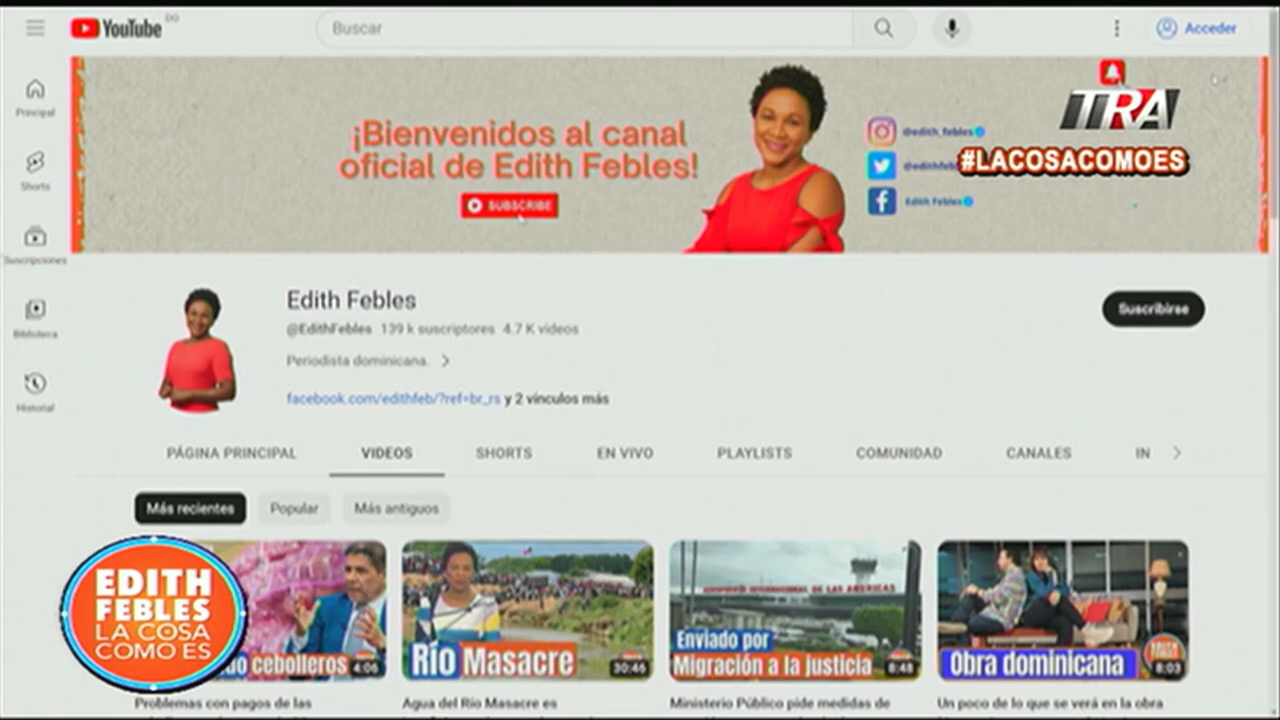 YouTube
DO
Buscar
Acceder
Principal
Shorts
Suscripciones
Biblioteca
Historial
¡Bienvenidos al canal
oficial de Edith Febles!
SUBSCRIBE
@edith_febles
@edithfeb
Edith Febles
TRA
#LACOSACOMOES
Edith Febles
@EdithFebles 139 k suscriptores 4.7 K videos
Periodista dominicana.
facebook.com/edithfeb/?ref=br_rs y 2 vínculos más
Suscribirse
PÁGINA PRINCIPAL VIDEOS SHORTS EN VIVO PLAYLISTS COMUNIDAD CANALES IN
Más recientes Popular Más antiguos
EDITH
FEBLES
LA COSA
COMO ES
cebolleros
4:05
Río Masacre
30:46
AEROPUERTO INTERNACIONAL DE LAS AMERICAS
Enviado por
Migración a la justicia
8:48
Obra dominicana
8:03
Problemas con pagos de las
Agua del Río Masacre es
Ministerio Público pide medidas de
Un poco de lo que se verá en la obra